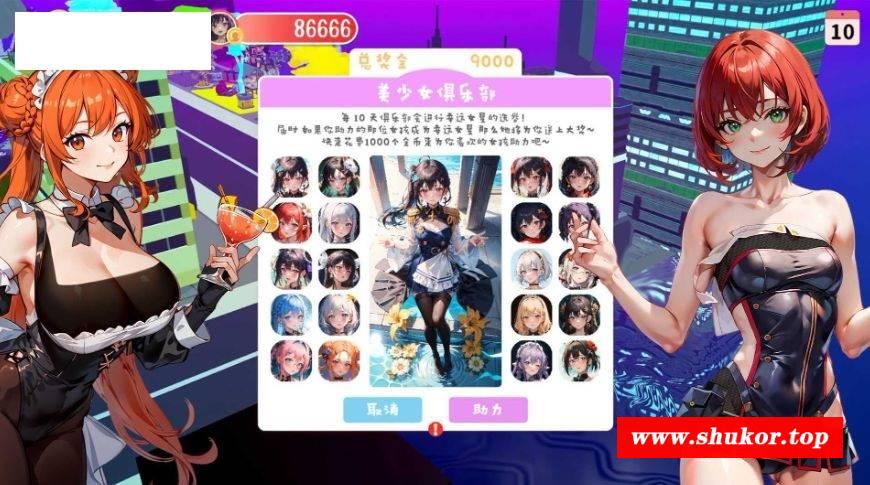 86666
10
总奖金 9000
美少女俱乐部
每 10 天俱乐部会进行幸运女星的选举!
届时 如果你助力的那位女孩成为幸运女星 那么她将为你送上大奖~
快来花费1000个金币来为你喜欢的女孩助力吧~
取消 助力
!
www.shukor.top